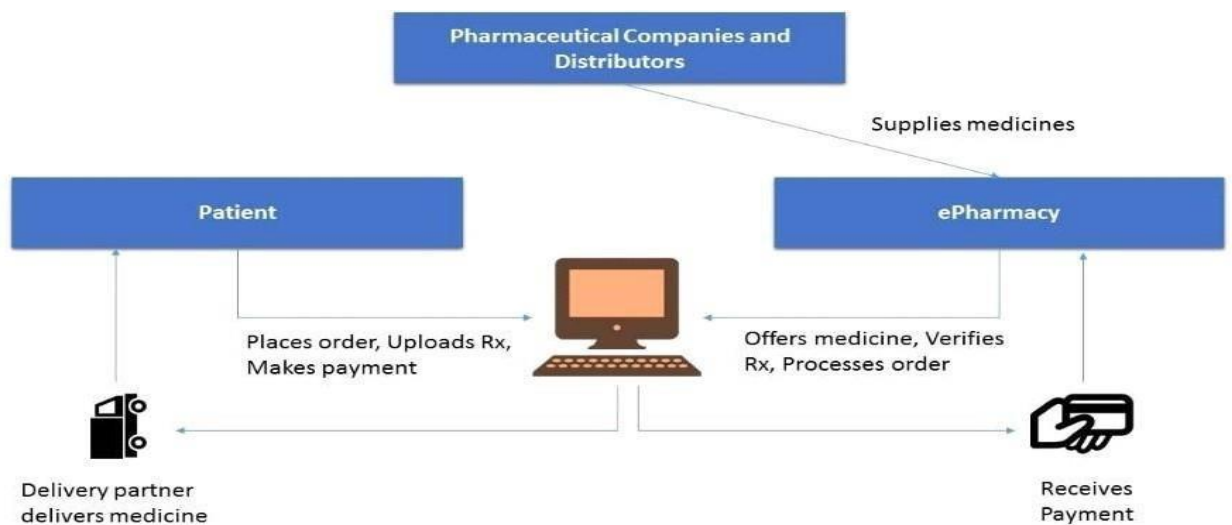 Pharmaceutical Companies and
Distributors
Supplies medicines
Patient
ePharmacy
Places order, Uploads Rx,
Makes payment
Offers medicine, Verifies
Rx, Processes order
Delivery partner
delivers medicine
Receives
Payment